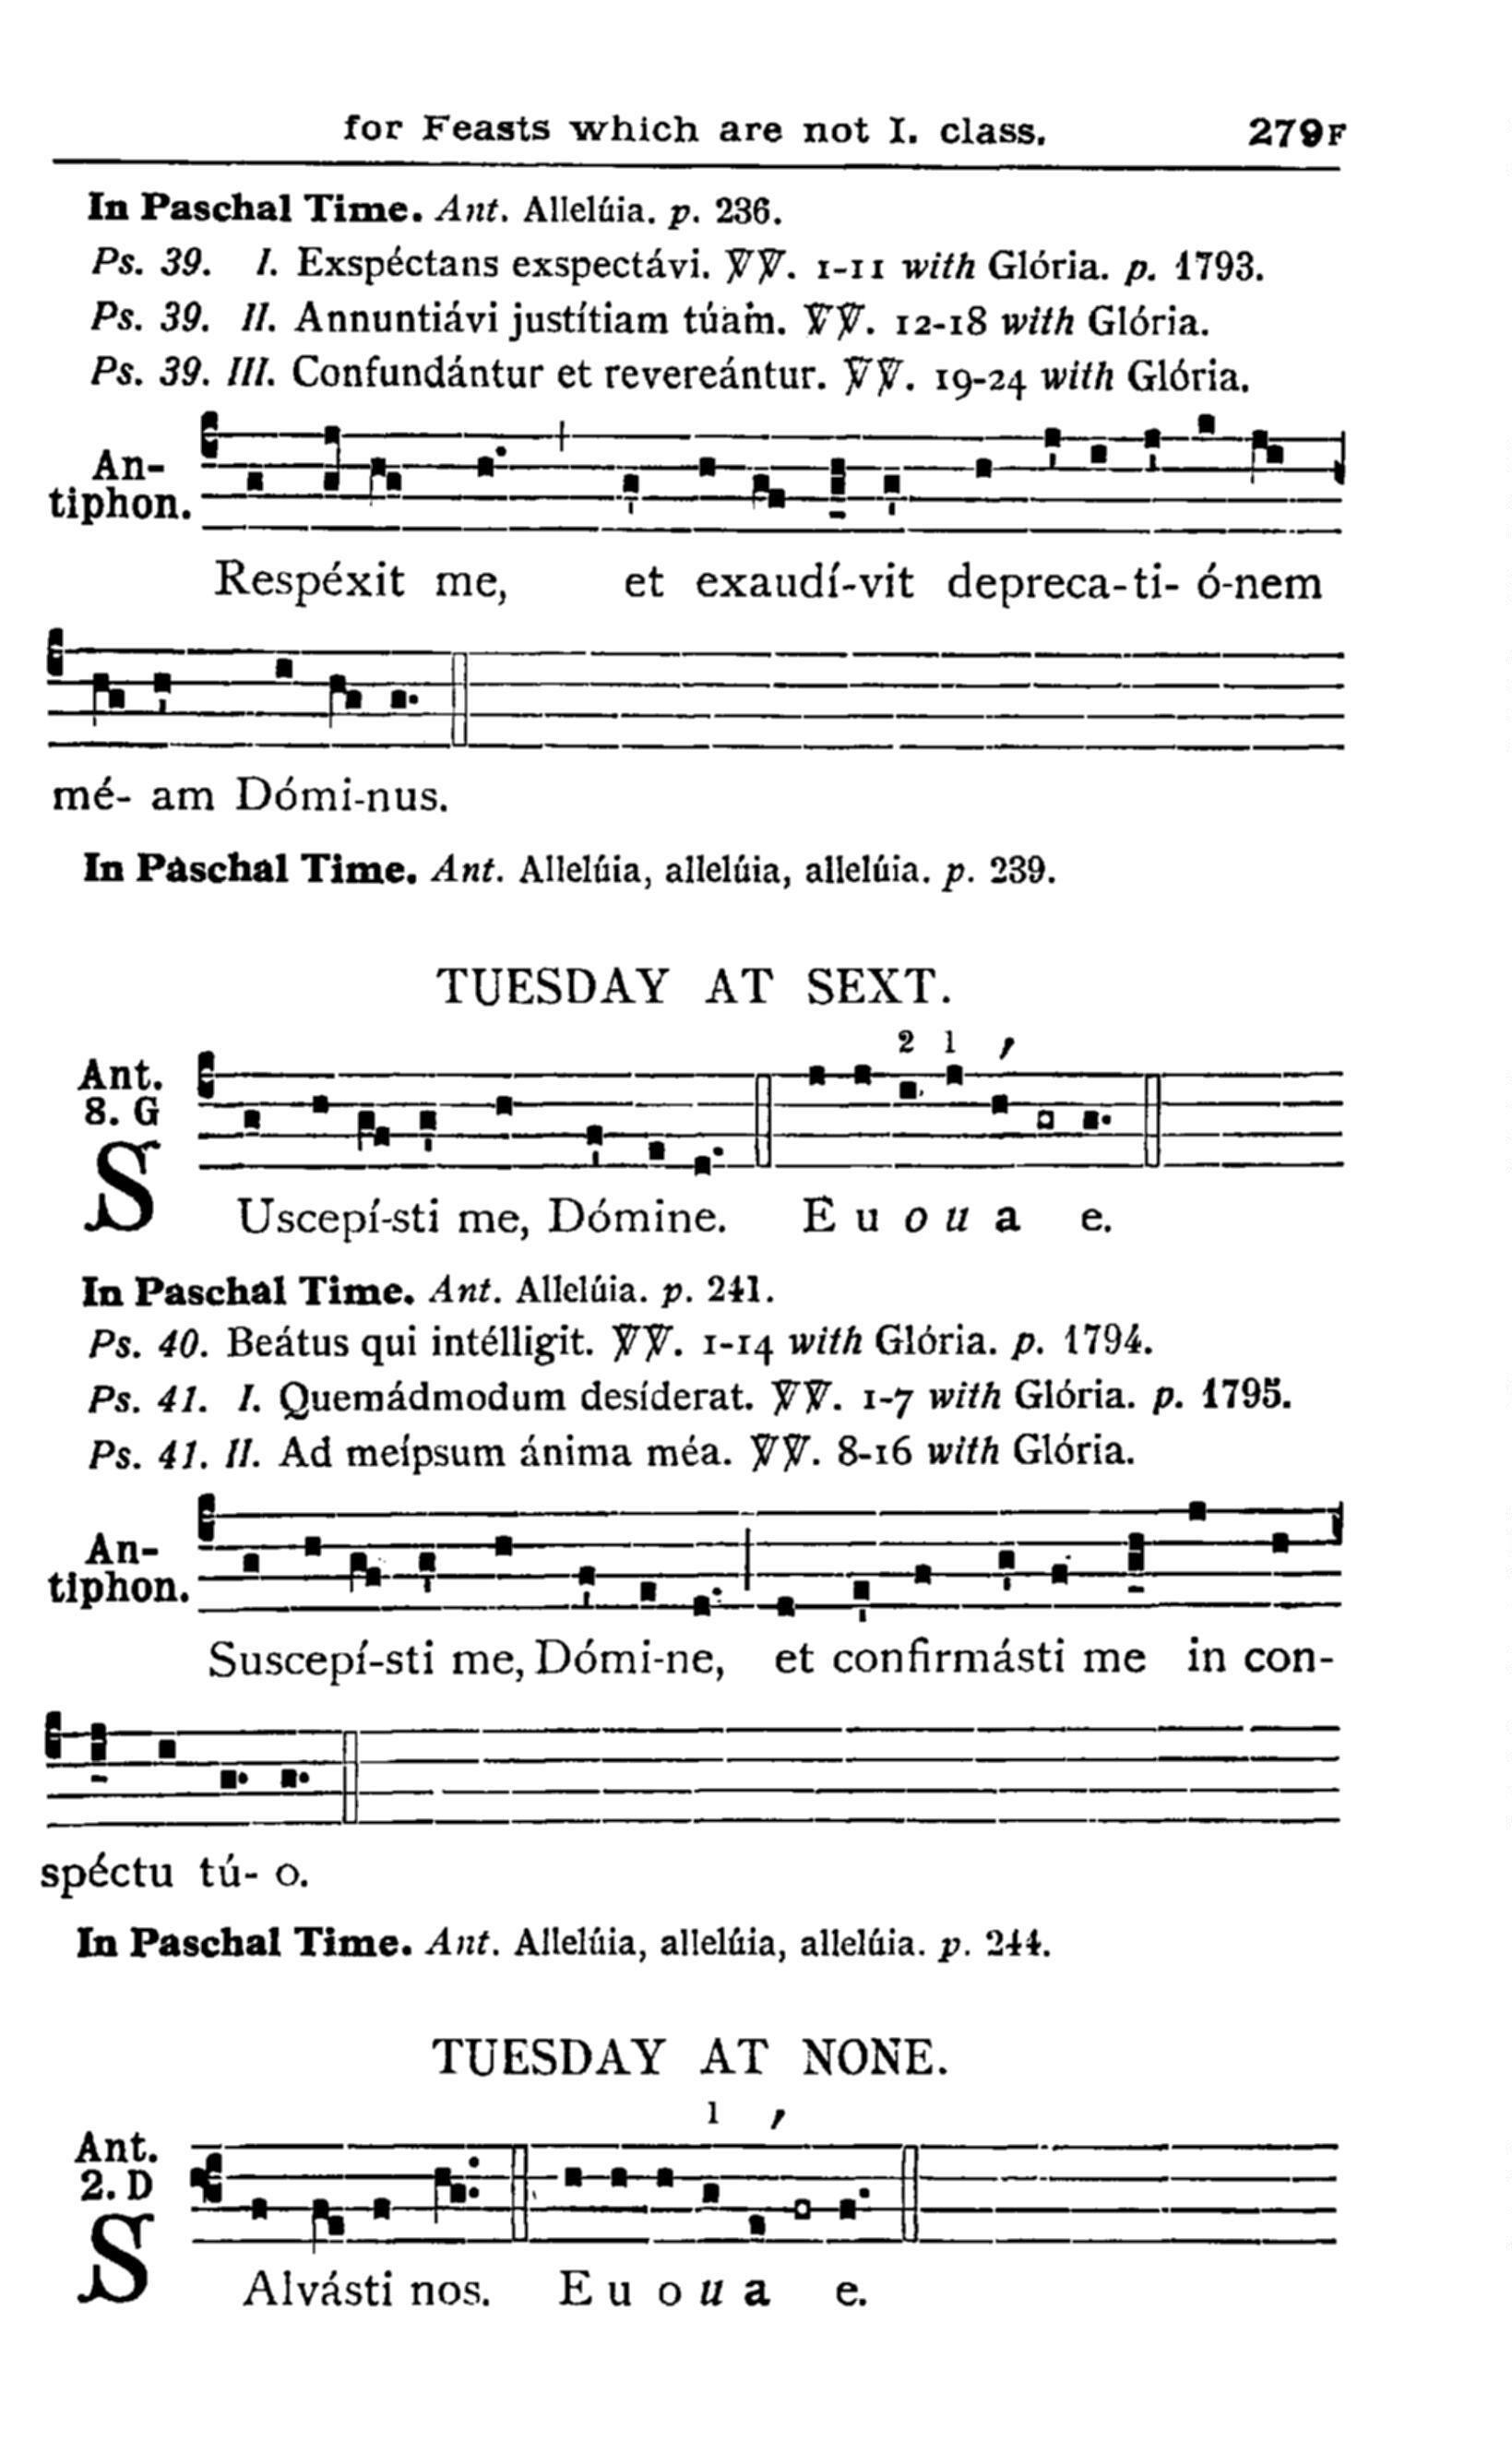 for Feasts which are not I. class. 279F
In Paschal Time. Ant. Allelúia. p. 236.
Ps. 39. I. Exspéctans exspectávi. ℣℣. 1-11 with Glória. p. 1793.
Ps. 39. II. Annuntiávi justítiam túam. ℣℣. 12-18 with Glória.
Ps. 39. III. Confundántur et revereántur. ℣℣. 19-24 with Glória.
An-
tiphon.
Respéxit me, et exaudí-vit depreca-ti- ó-nem
mé- am Dómi-nus.
In Paschal Time. Ant. Allelúia, allelúia, allelúia. p. 239.
TUESDAY AT SEXT.
2 1 ,
Ant.
8. G
SUscepí-sti me, Dómine. E u o u a e.
In Paschal Time. Ant. Allelúia. p. 241.
Ps. 40. Beátus qui intélligit. ℣℣. 1-14 with Glória. p. 1794.
Ps. 41. I. Quemádmodum desíderat. ℣℣. 1-7 with Glória. p. 1795.
Ps. 41. II. Ad meípsum ánima méa. ℣℣. 8-16 with Glória.
An-
tiphon.
Suscepí-sti me, Dómi-ne, et confirmásti me in con-
spéctu tú- o.
In Paschal Time. Ant. Allelúia, allelúia, allelúia. p. 244.
TUESDAY AT NONE.
1 ,
Ant.
2. D
SAlvásti nos. E u o u a e.